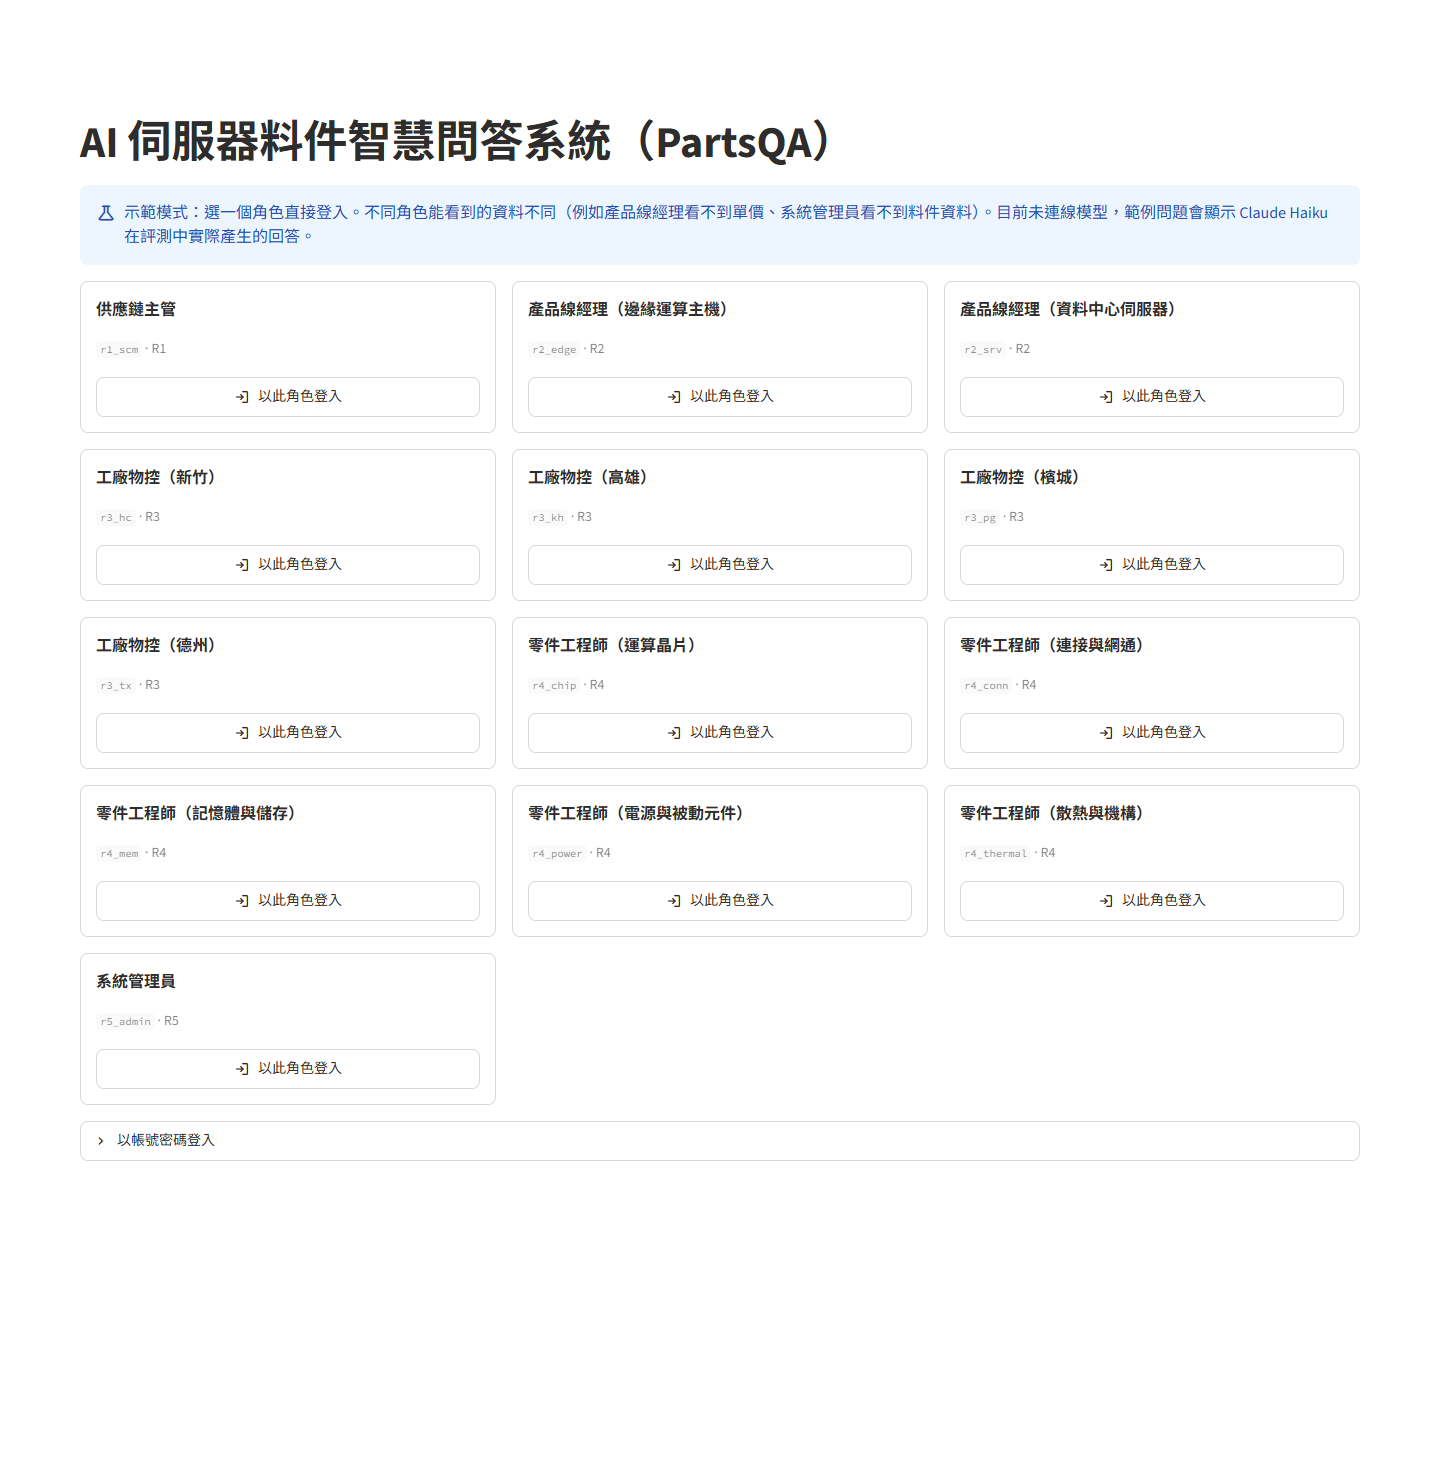 AI 伺服器料件智慧問答系統（PartsQA）
示範模式：選一個角色直接登入。不同角色能看到的資料不同（例如產品線經理看不到單價、系統管理員看不到料件資料）。目前未連線模型，範例問題會顯示 Claude Haiku
在評測中實際產生的回答。
供應鏈主管
r1_scm · R1
以此角色登入
產品線經理（邊緣運算主機）
r2_edge · R2
以此角色登入
產品線經理（資料中心伺服器）
r2_srv · R2
以此角色登入
工廠物控（新竹）
r3_hc · R3
以此角色登入
工廠物控（高雄）
r3_kh · R3
以此角色登入
工廠物控（檳城）
r3_pg · R3
以此角色登入
工廠物控（德州）
r3_tx · R3
以此角色登入
零件工程師（運算晶片）
r4_chip · R4
以此角色登入
零件工程師（連接與網通）
r4_conn · R4
以此角色登入
零件工程師（記憶體與儲存）
r4_mem · R4
以此角色登入
零件工程師（電源與被動元件）
r4_power · R4
以此角色登入
零件工程師（散熱與機構）
r4_thermal · R4
以此角色登入
系統管理員
r5_admin · R5
以此角色登入
以帳號密碼登入